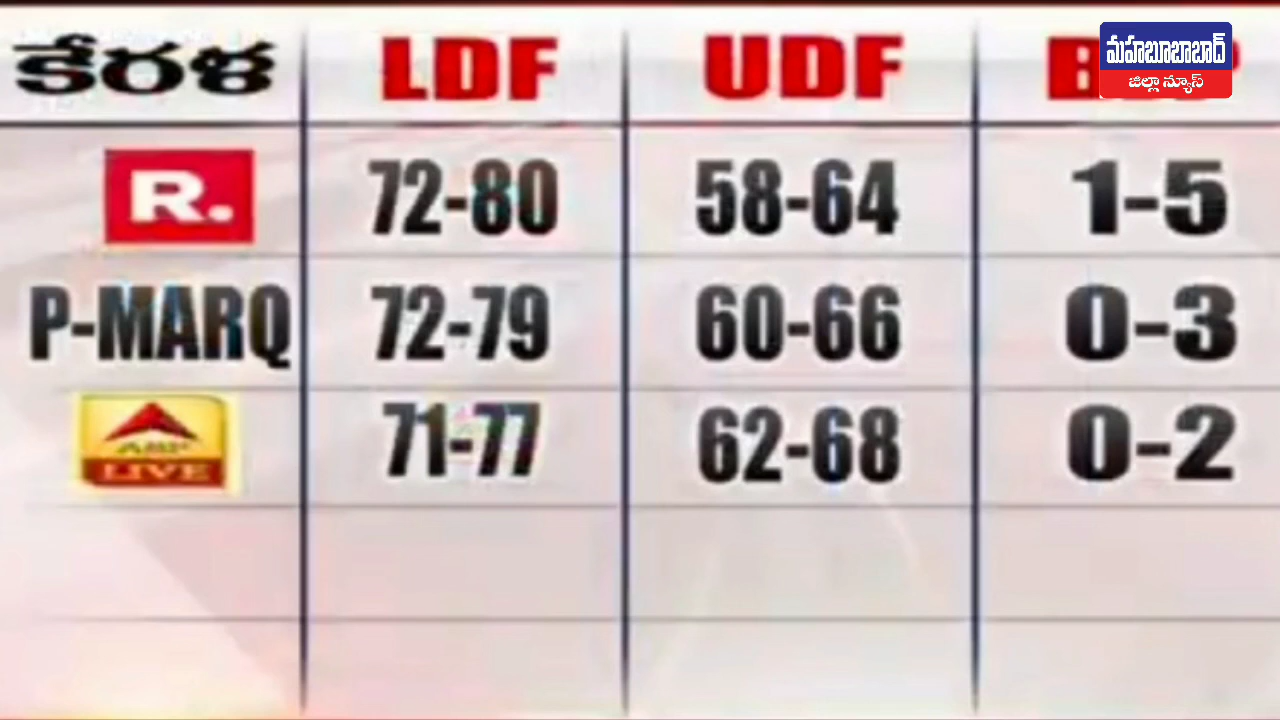 కేరళ LDF UDF
మహబూబాబాద్
జిల్లా న్యూస్
R. 72-80 58-64 1-5
P-MARQ 72-79 60-66 0-3
ABP
LIVE
71-77 62-68 0-2